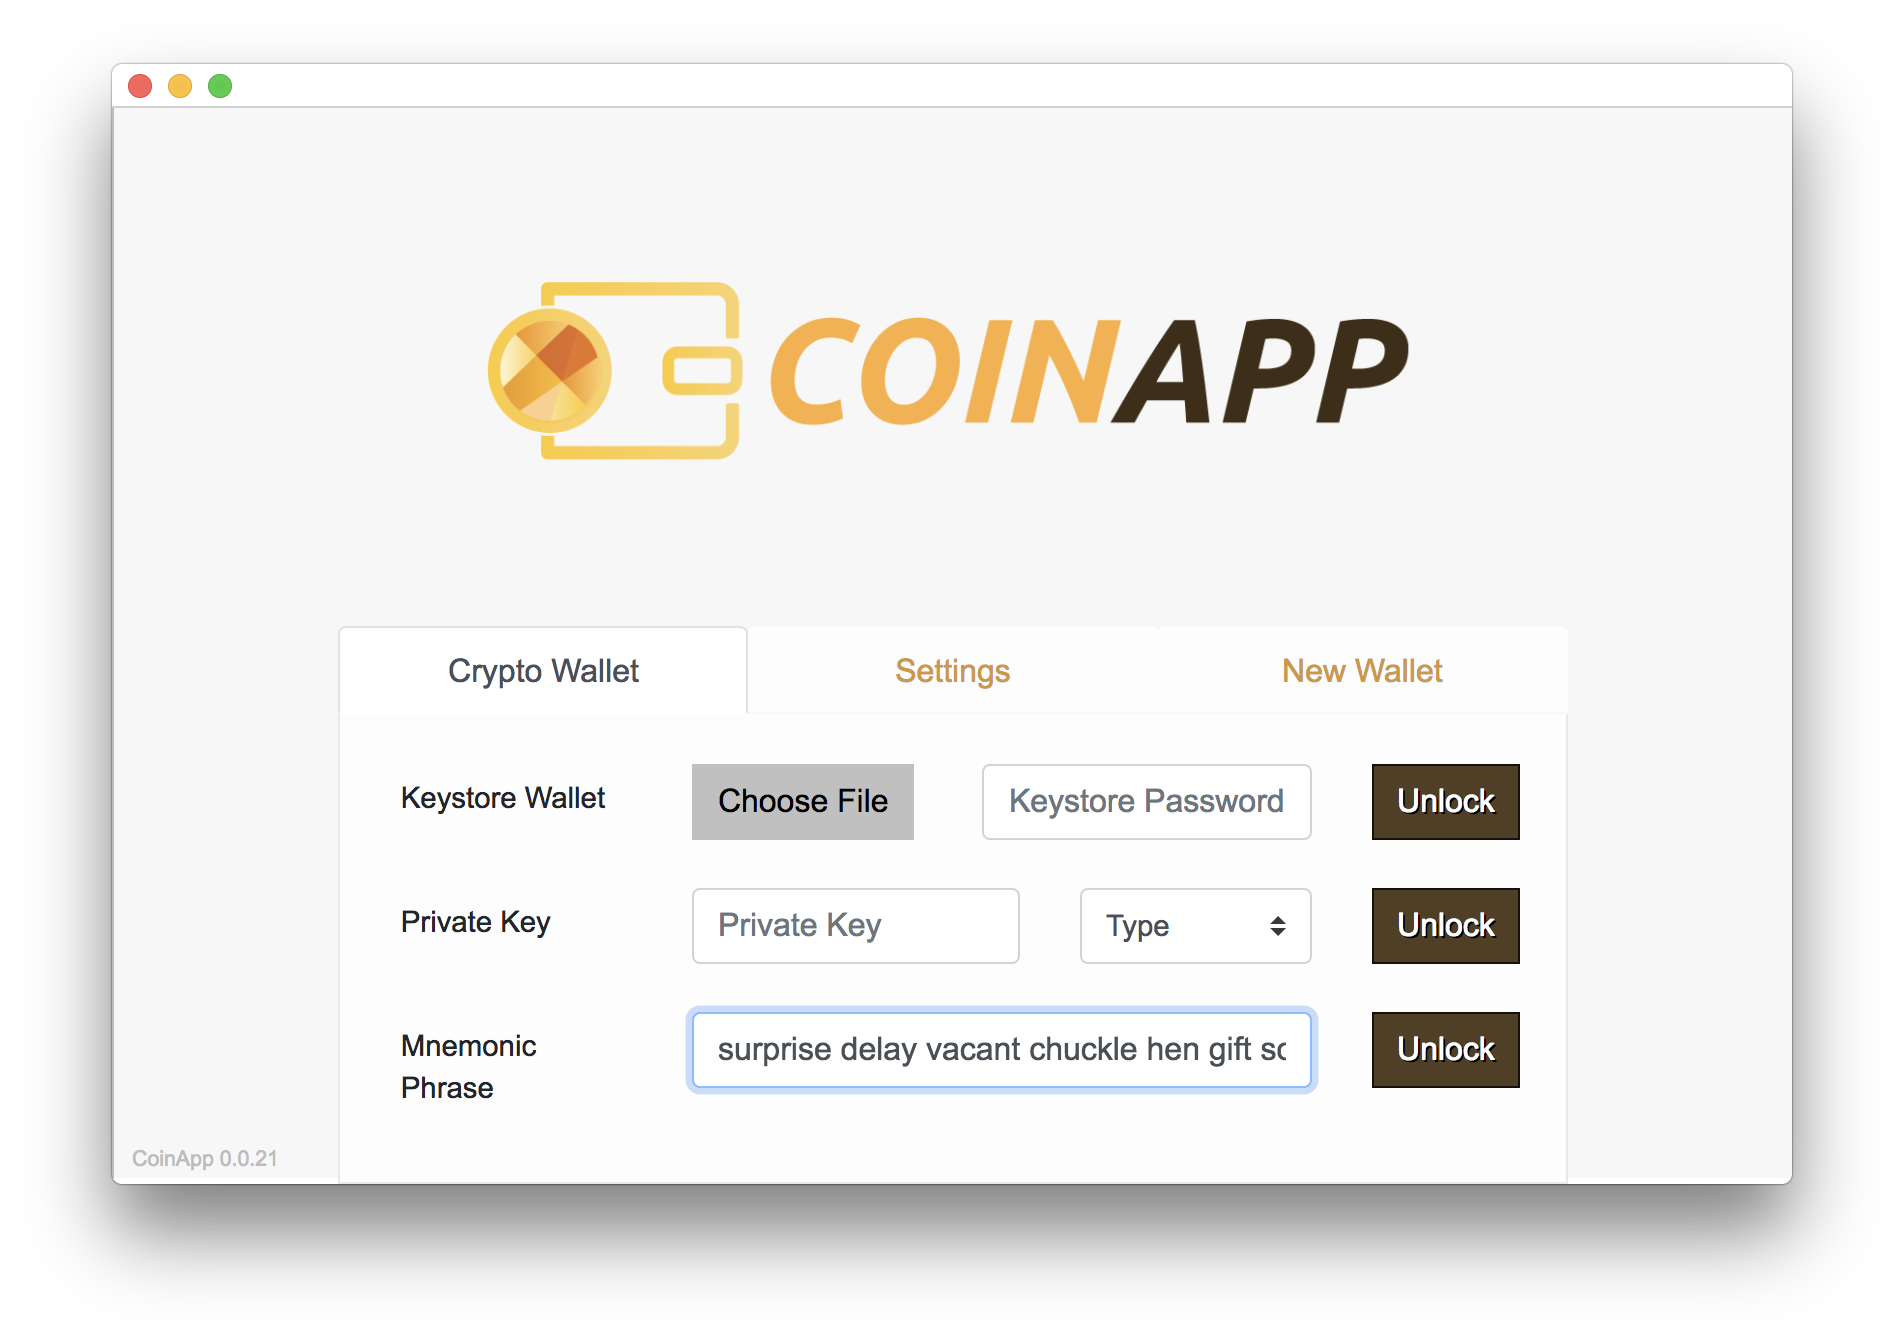 COINAPP
Crypto Wallet
Settings
New Wallet
Keystore Wallet
Choose File
Keystore Password
Unlock
Private Key
Private Key
Type
Unlock
Mnemonic
Phrase
surprise delay vacant chuckle hen gift
Unlock
CoinApp 0.0.21